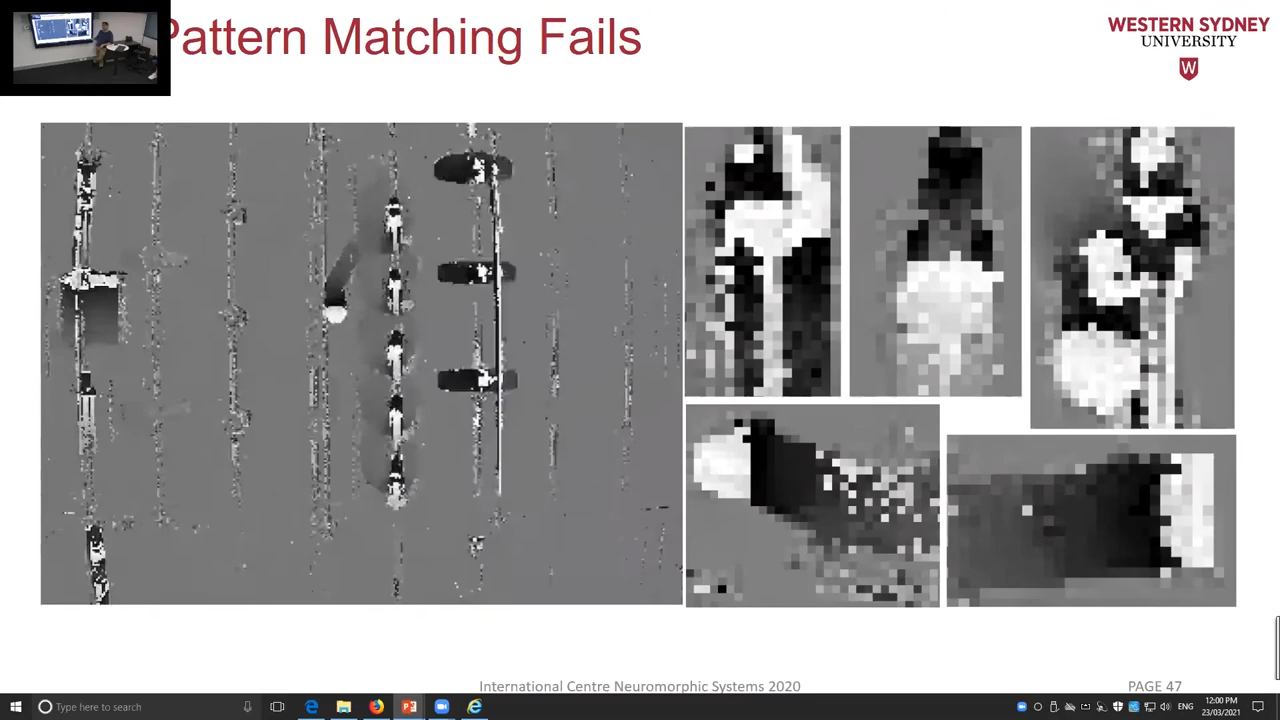 Pattern Matching Fails
WESTERN SYDNEY
UNIVERSITY
W
International Centre Neuromorphic Systems 2020
PAGE 47
Type here to search
ENG
12:00 PM
23/03/2021